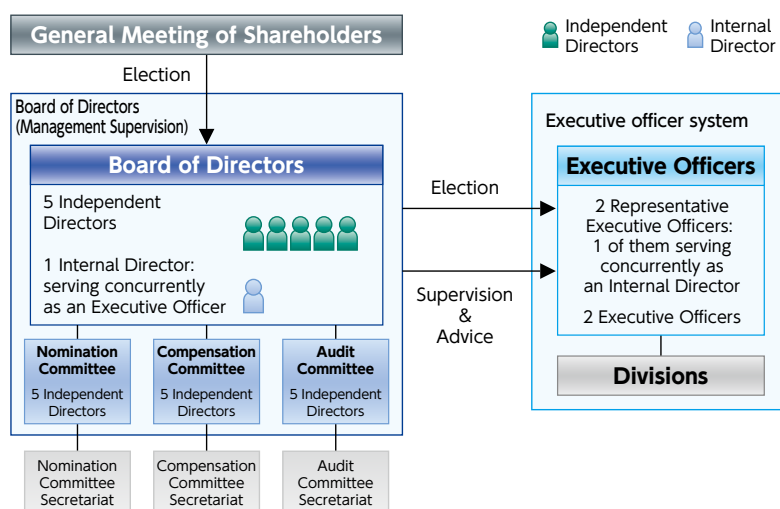 General Meeting of Shareholders
Independent
Directors
Internal
Director
Election
Board of Directors
(Management Supervision)
Board of Directors
5 Independent
Directors
1 Internal Director:
serving concurrently
as an Executive Officer
Election
Supervision
&
Advice
Executive officer system
Executive Officers
2 Representative
Executive Officers:
1 of them serving
concurrently as
an Internal Director
2 Executive Officers
Divisions
Nomination
Committee
5 Independent
Directors
Compensation
Committee
5 Independent
Directors
Audit
Committee
5 Independent
Directors
Nomination
Committee
Secretariat
Compensation
Committee
Secretariat
Audit
Committee
Secretariat